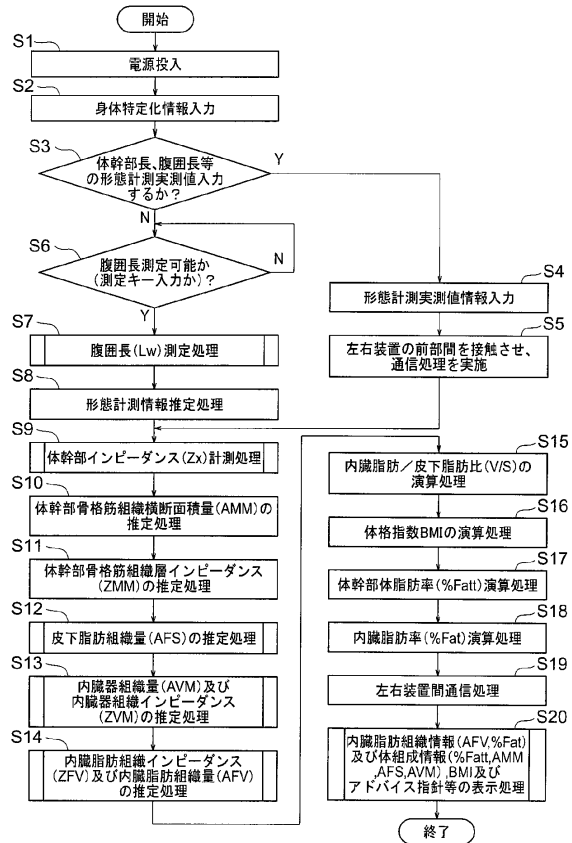 開始
S1
電源投入
S2
身体特定化情報入力
S3
体幹部長、腹囲長等
の形態計測実測値入力
するか？
Y
N
S6
腹囲長測定可能か
(測定キー入力か)？
N
Y
S4
形態計測実測値情報入力
S5
左右装置の前部間を接触させ、
通信処理を実施
S7
腹囲長(Lw)測定処理
S8
形態計測情報推定処理
S9
体幹部インピーダンス(Zx)計測処理
S10
体幹部骨格筋組織横断面積量(AMM)の
推定処理
S11
体幹部骨格筋組織層インピーダンス
(ZMM)の推定処理
S12
皮下脂肪組織量(AFS)の推定処理
S13
内臓器組織量(AVM)及び
内臓器組織インピーダンス
(ZVM)の推定処理
S14
内臓脂肪組織インピーダンス
(ZFV)及び内臓脂肪組織量(AFV)
の推定処理
S15
内臓脂肪／皮下脂肪比(V/S)の
演算処理
S16
体格指数BMIの演算処理
S17
体幹部体脂肪率(%Fatt)演算処理
S18
内臓脂肪率(%Fat)演算処理
S19
左右装置間通信処理
S20
内臓脂肪組織情報(AFV,%Fat)
及び体組成情報(%Fatt,AMM
,AFS,AVM),BMI及び
アドバイス指針等の表示処理
終了